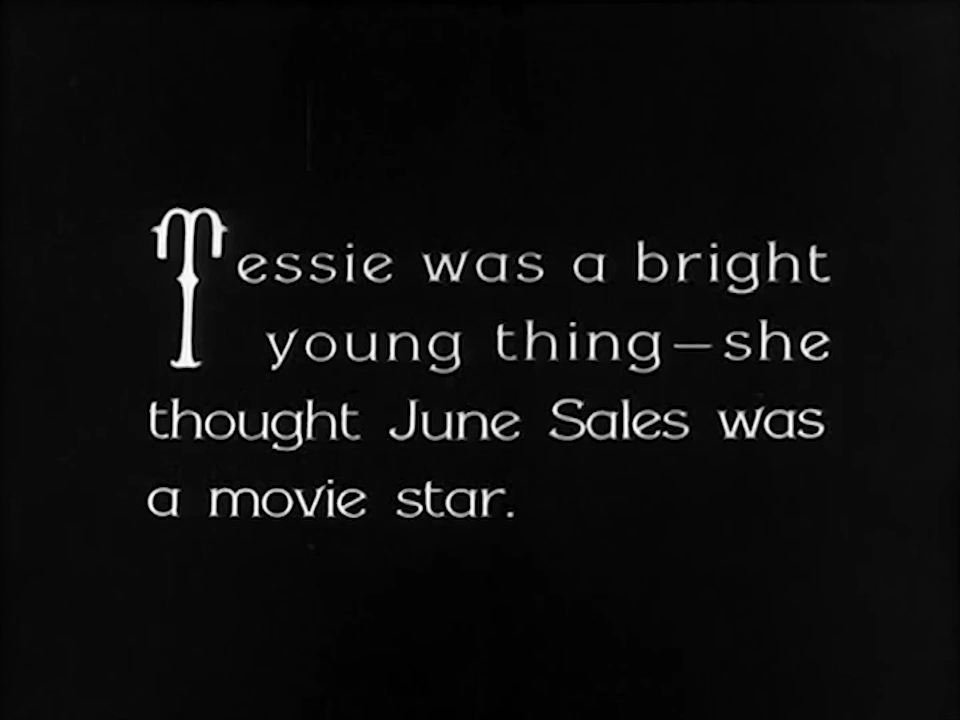 Tessie was a bright
young thing—she
thought June Sales was
a movie star.